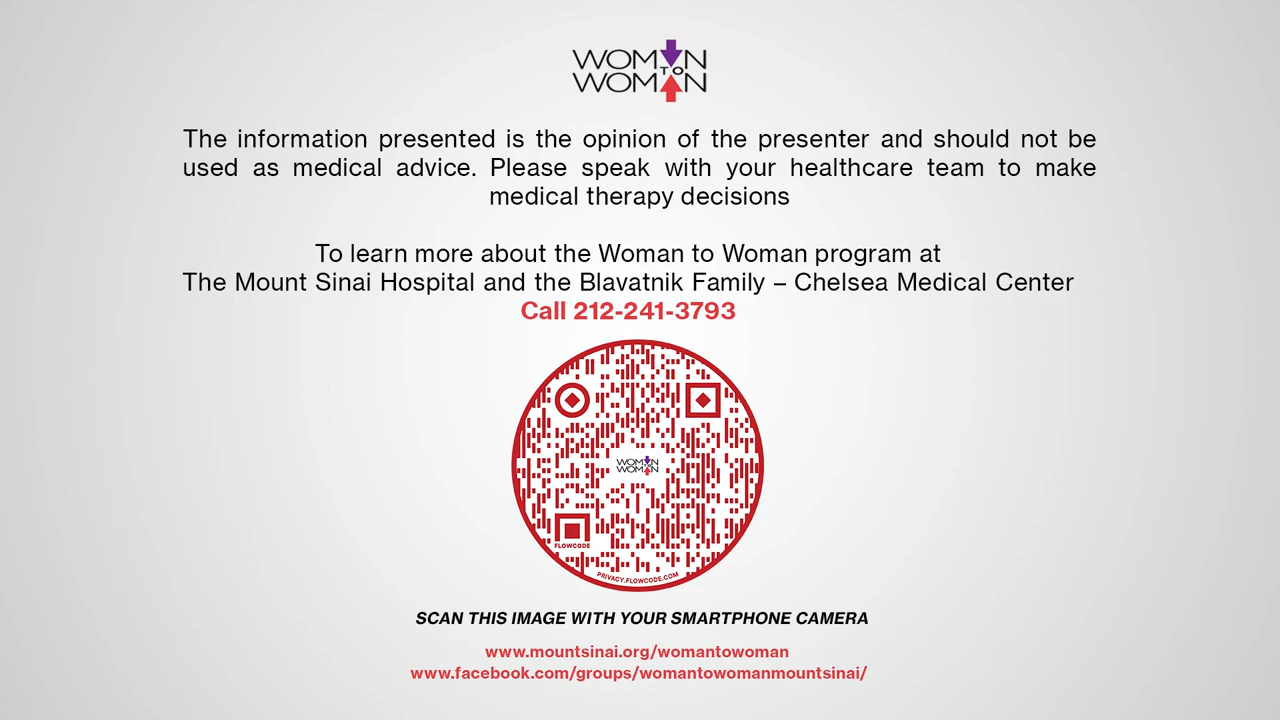 WOMAN
TO
WOMAN
The information presented is the opinion of the presenter and should not be
used as medical advice. Please speak with your healthcare team to make
medical therapy decisions
To learn more about the Woman to Woman program at
The Mount Sinai Hospital and the Blavatnik Family – Chelsea Medical Center
Call 212-241-3793
WOMAN
WOMAN
FLOWCODE
PRIVACY.FLOWCODE.COM
SCAN THIS IMAGE WITH YOUR SMARTPHONE CAMERA
www.mountsinai.org/womantowoman
www.facebook.com/groups/womantowomanmountsinai/